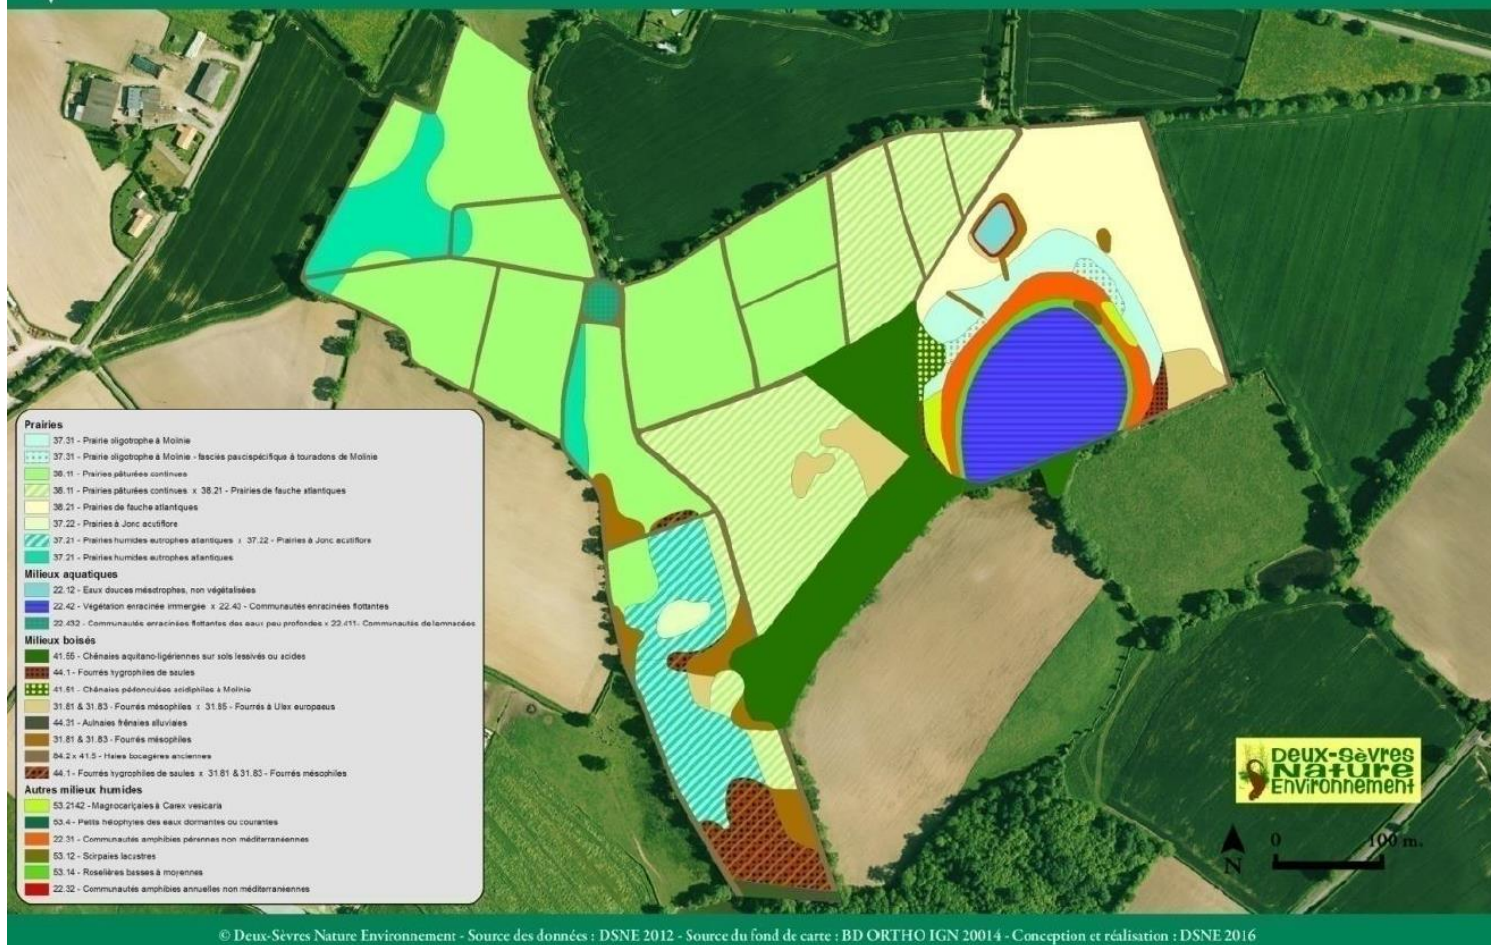 Prairies
37.31 - Prairie oligotrophe à Molinie
37.31 - Prairie oligotrophe à Molinie - faciès paucispécifique à touradons de Molinie
38.11 - Prairies pâturées continues
38.11 - Prairies pâturées continues x 38.21 - Prairies de fauche atlantiques
38.21 - Prairies de fauche atlantiques
37.22 - Prairies à Jonc acutiflore
37.21 - Prairies humides eutrophes atlantiques x 37.22 - Prairies à Jonc acutiflore
37.21 - Prairies humides eutrophes atlantiques
Milieux aquatiques
22.12 - Eaux douces mésotrophes, non végétalisées
22.42 - Végétation enracinée immergée x 22.43 - Communautés enracinées flottantes
22.432 - Communautés enracinées flottantes des eaux peu profondes x 22.411- Communautés de lemnacées
Milieux boisés
41.55 - Chênaies aquitano-ligériennes sur sols lessivés ou acides
44.1 - Fourrés hygrophiles de saules
41.51 - Chênaies pédonculées acidiphiles à Molinie
31.81 & 31.83 - Fourrés mésophiles x 31.85 - Fourrés à Ulex europaeus
44.31 - Aulnaies frênaies alluviales
31.81 & 31.83 - Fourrés mésophiles
84.2 x 41.5 - Haies bocagères anciennes
44.1 - Fourrés hygrophiles de saules x 31.81 & 31.83 - Fourrés mésophiles
Autres milieux humides
53.2142 - Magnocariçaies à Carex vesicaria
53.4 - Petits hélophytes des eaux dormantes ou courantes
22.31 - Communautés amphibies pérennes non méditerranéennes
53.12 - Scirpaies lacustres
53.14 - Roselières basses à moyennes
22.32 - Communautés amphibies annuelles non méditerranéennes
Deux-Sèvres
Nature
Environnement
N
0 100 m.
© Deux-Sèvres Nature Environnement - Source des données : DSNE 2012 - Source du fond de carte : BD ORTHO IGN 20014 - Conception et réalisation : DSNE 2016